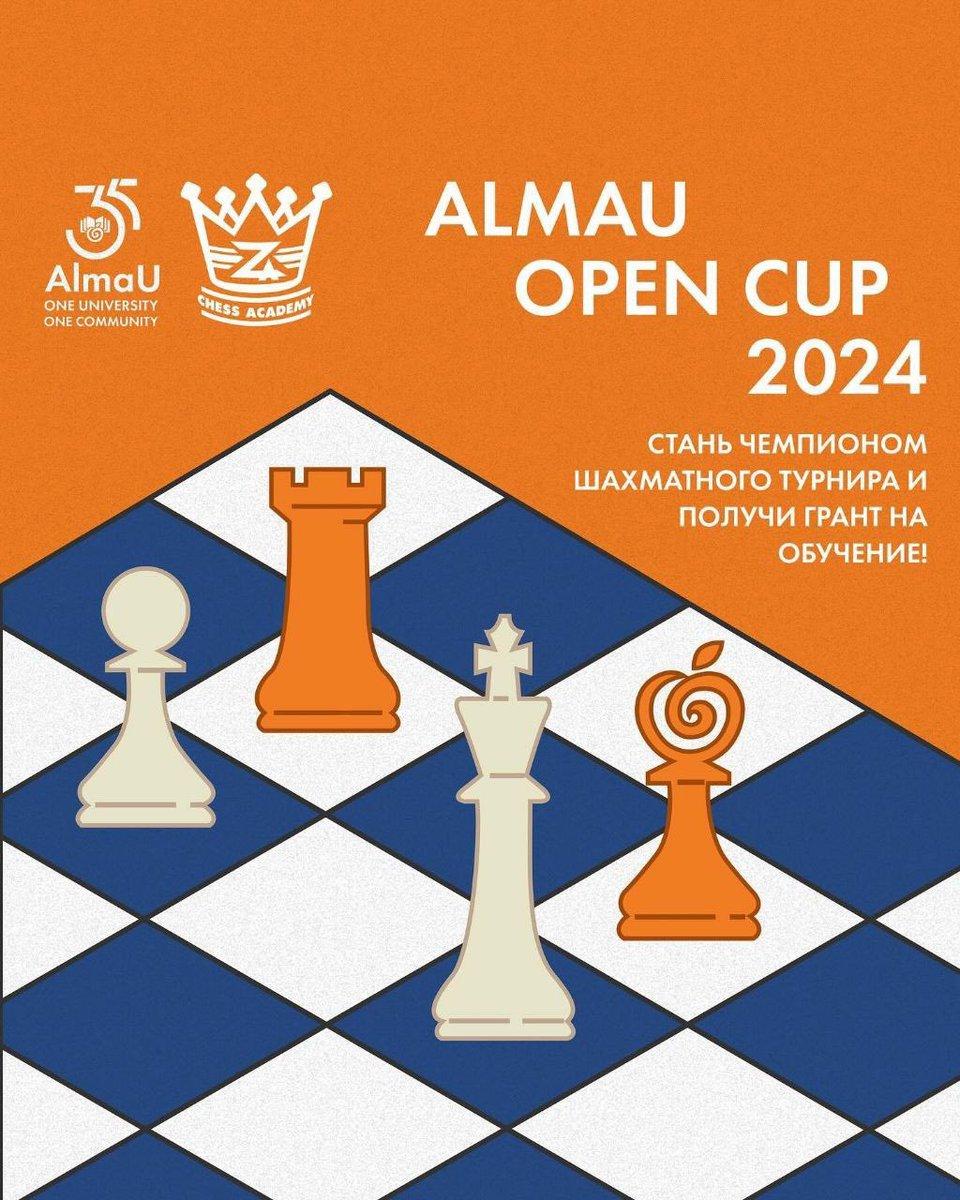 35
AlmaU
ONE UNIVERSITY
ONE COMMUNITY
Z
CHESS ACADEMY
ALMAU
OPEN CUP
2024
СТАНЬ ЧЕМПИОНОМ
ШАХМАТНОГО ТУРНИРА И
ПОЛУЧИ ГРАНТ НА
ОБУЧЕНИЕ!